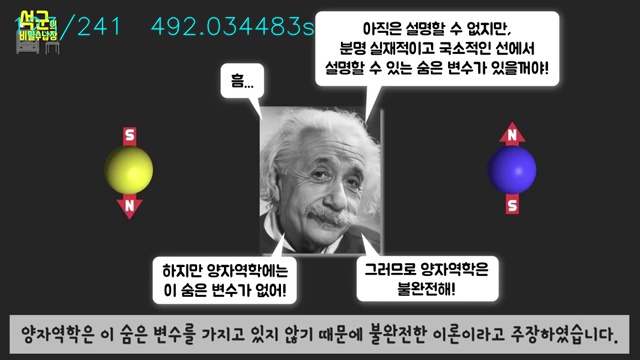 /241 492.034483s
석군의
비밀수납장
아직은 설명할 수 없지만,
분명 실재적이고 국소적인 선에서
설명할 수 있는 숨은 변수가 있을꺼야!
흠...
S
N
N
S
하지만 양자역학에는
이 숨은 변수가 없어!
그러므로 양자역학은
불완전해!
양자역학은 이 숨은 변수를 가지고 있지 않기 때문에 불완전한 이론이라고 주장하였습니다.